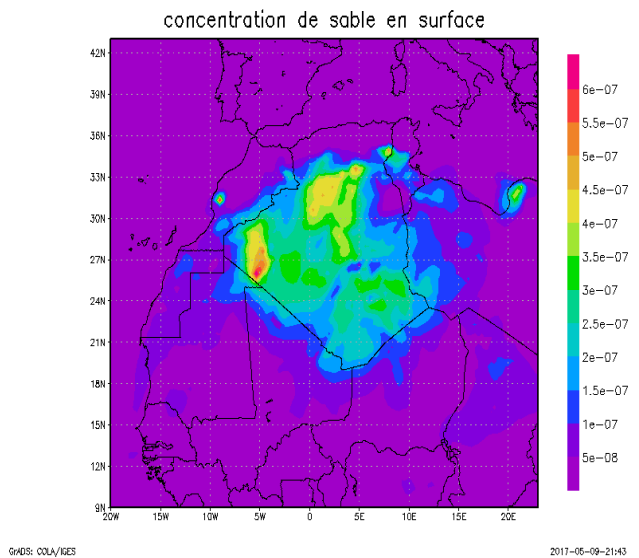 concentration de sable en surface
42N
39N
36N
33N
30N
27N
24N
21N
18N
15N
12N
9N
20W 15W 10W 5W 0 5E 10E 15E 20E
6e-07
5.5e-07
5e-07
4.5e-07
4e-07
3.5e-07
3e-07
2.5e-07
2e-07
1.5e-07
1e-07
5e-08
GrADS: COLA/IGES
2017-05-09-21:43